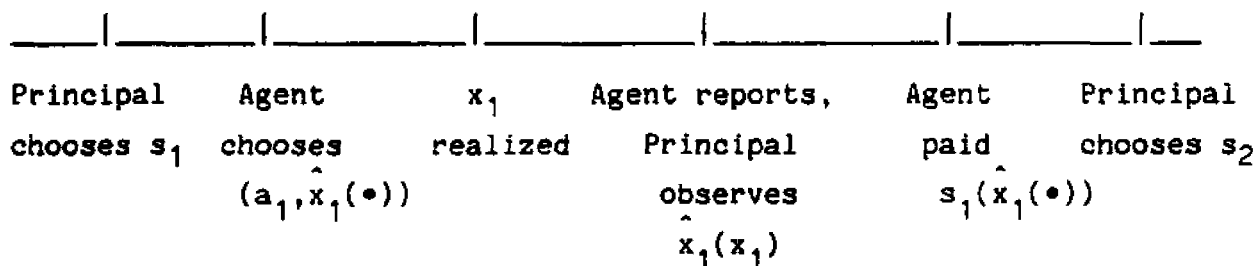 Principal Agent x₁ Agent reports, Agent Principal
chooses s₁ chooses realized Principal paid chooses s₂
(a₁,x̂₁(•)) observes s₁(x̂₁(•))
x̂₁(x₁)